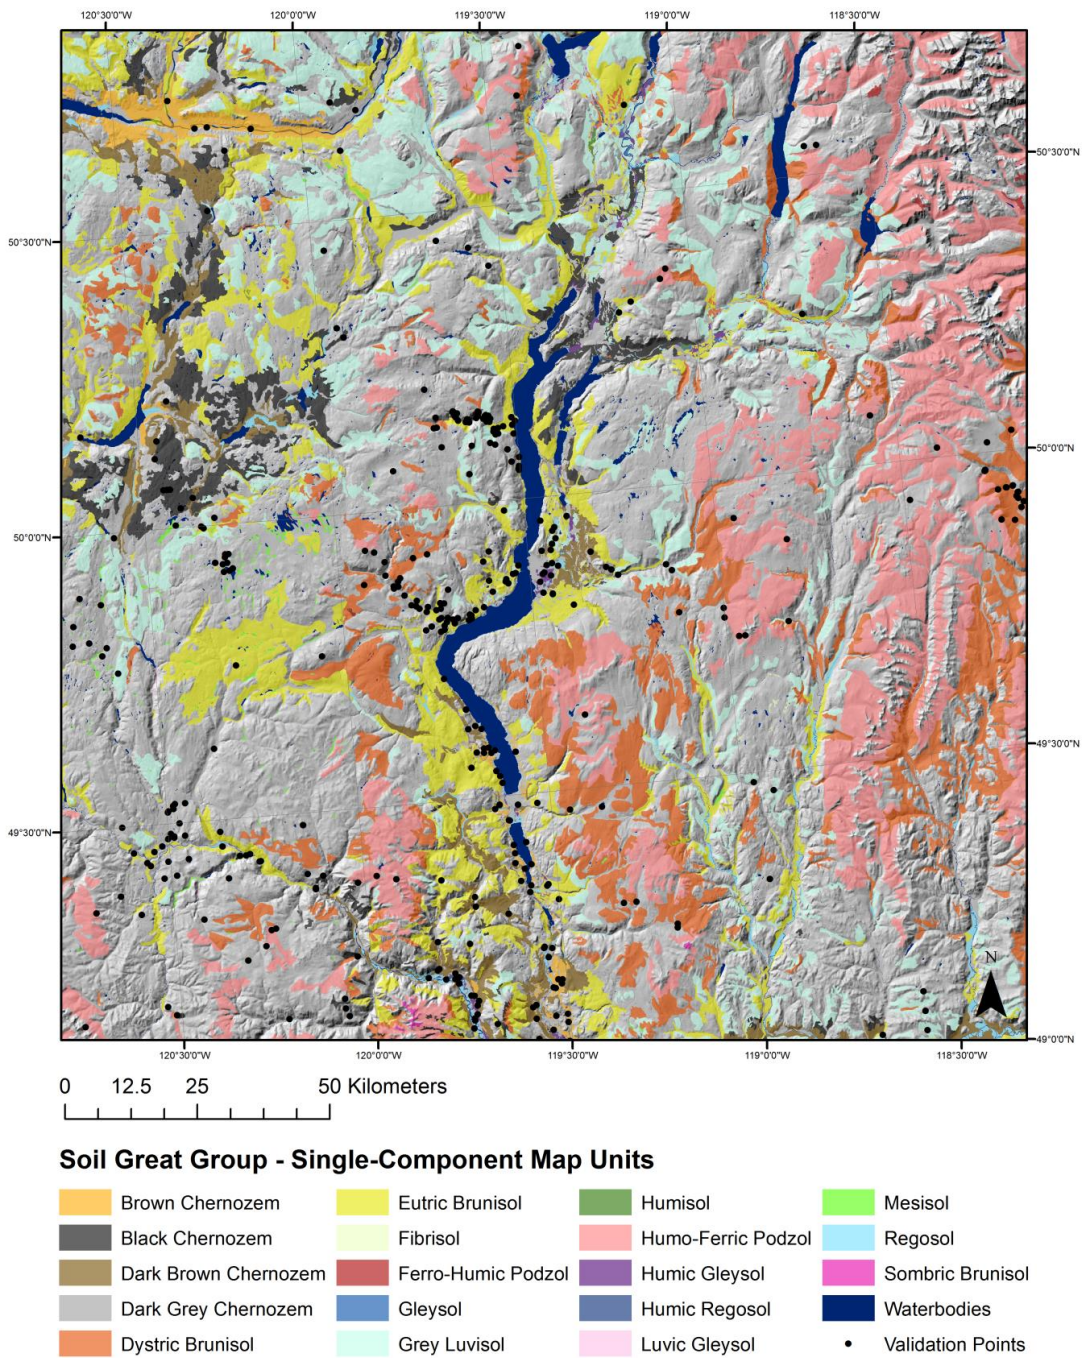 120°30'0"W 120°0'0"W 119°30'0"W 119°0'0"W 118°30'0"W
50°30'0"N
50°30'0"N
50°0'0"N
50°0'0"N
49°30'0"N
49°30'0"N
N
49°0'0"N
120°30'0"W 120°0'0"W 119°30'0"W 119°0'0"W 118°30'0"W
0 12.5 25 50 Kilometers
Soil Great Group - Single-Component Map Units
Brown Chernozem Eutric Brunisol Humisol Mesisol
Black Chernozem Fibrisol Humo-Ferric Podzol Regosol
Dark Brown Chernozem Ferro-Humic Podzol Humic Gleysol Sombric Brunisol
Dark Grey Chernozem Gleysol Humic Regosol Waterbodies
Dystric Brunisol Grey Luvisol Luvic Gleysol Validation Points